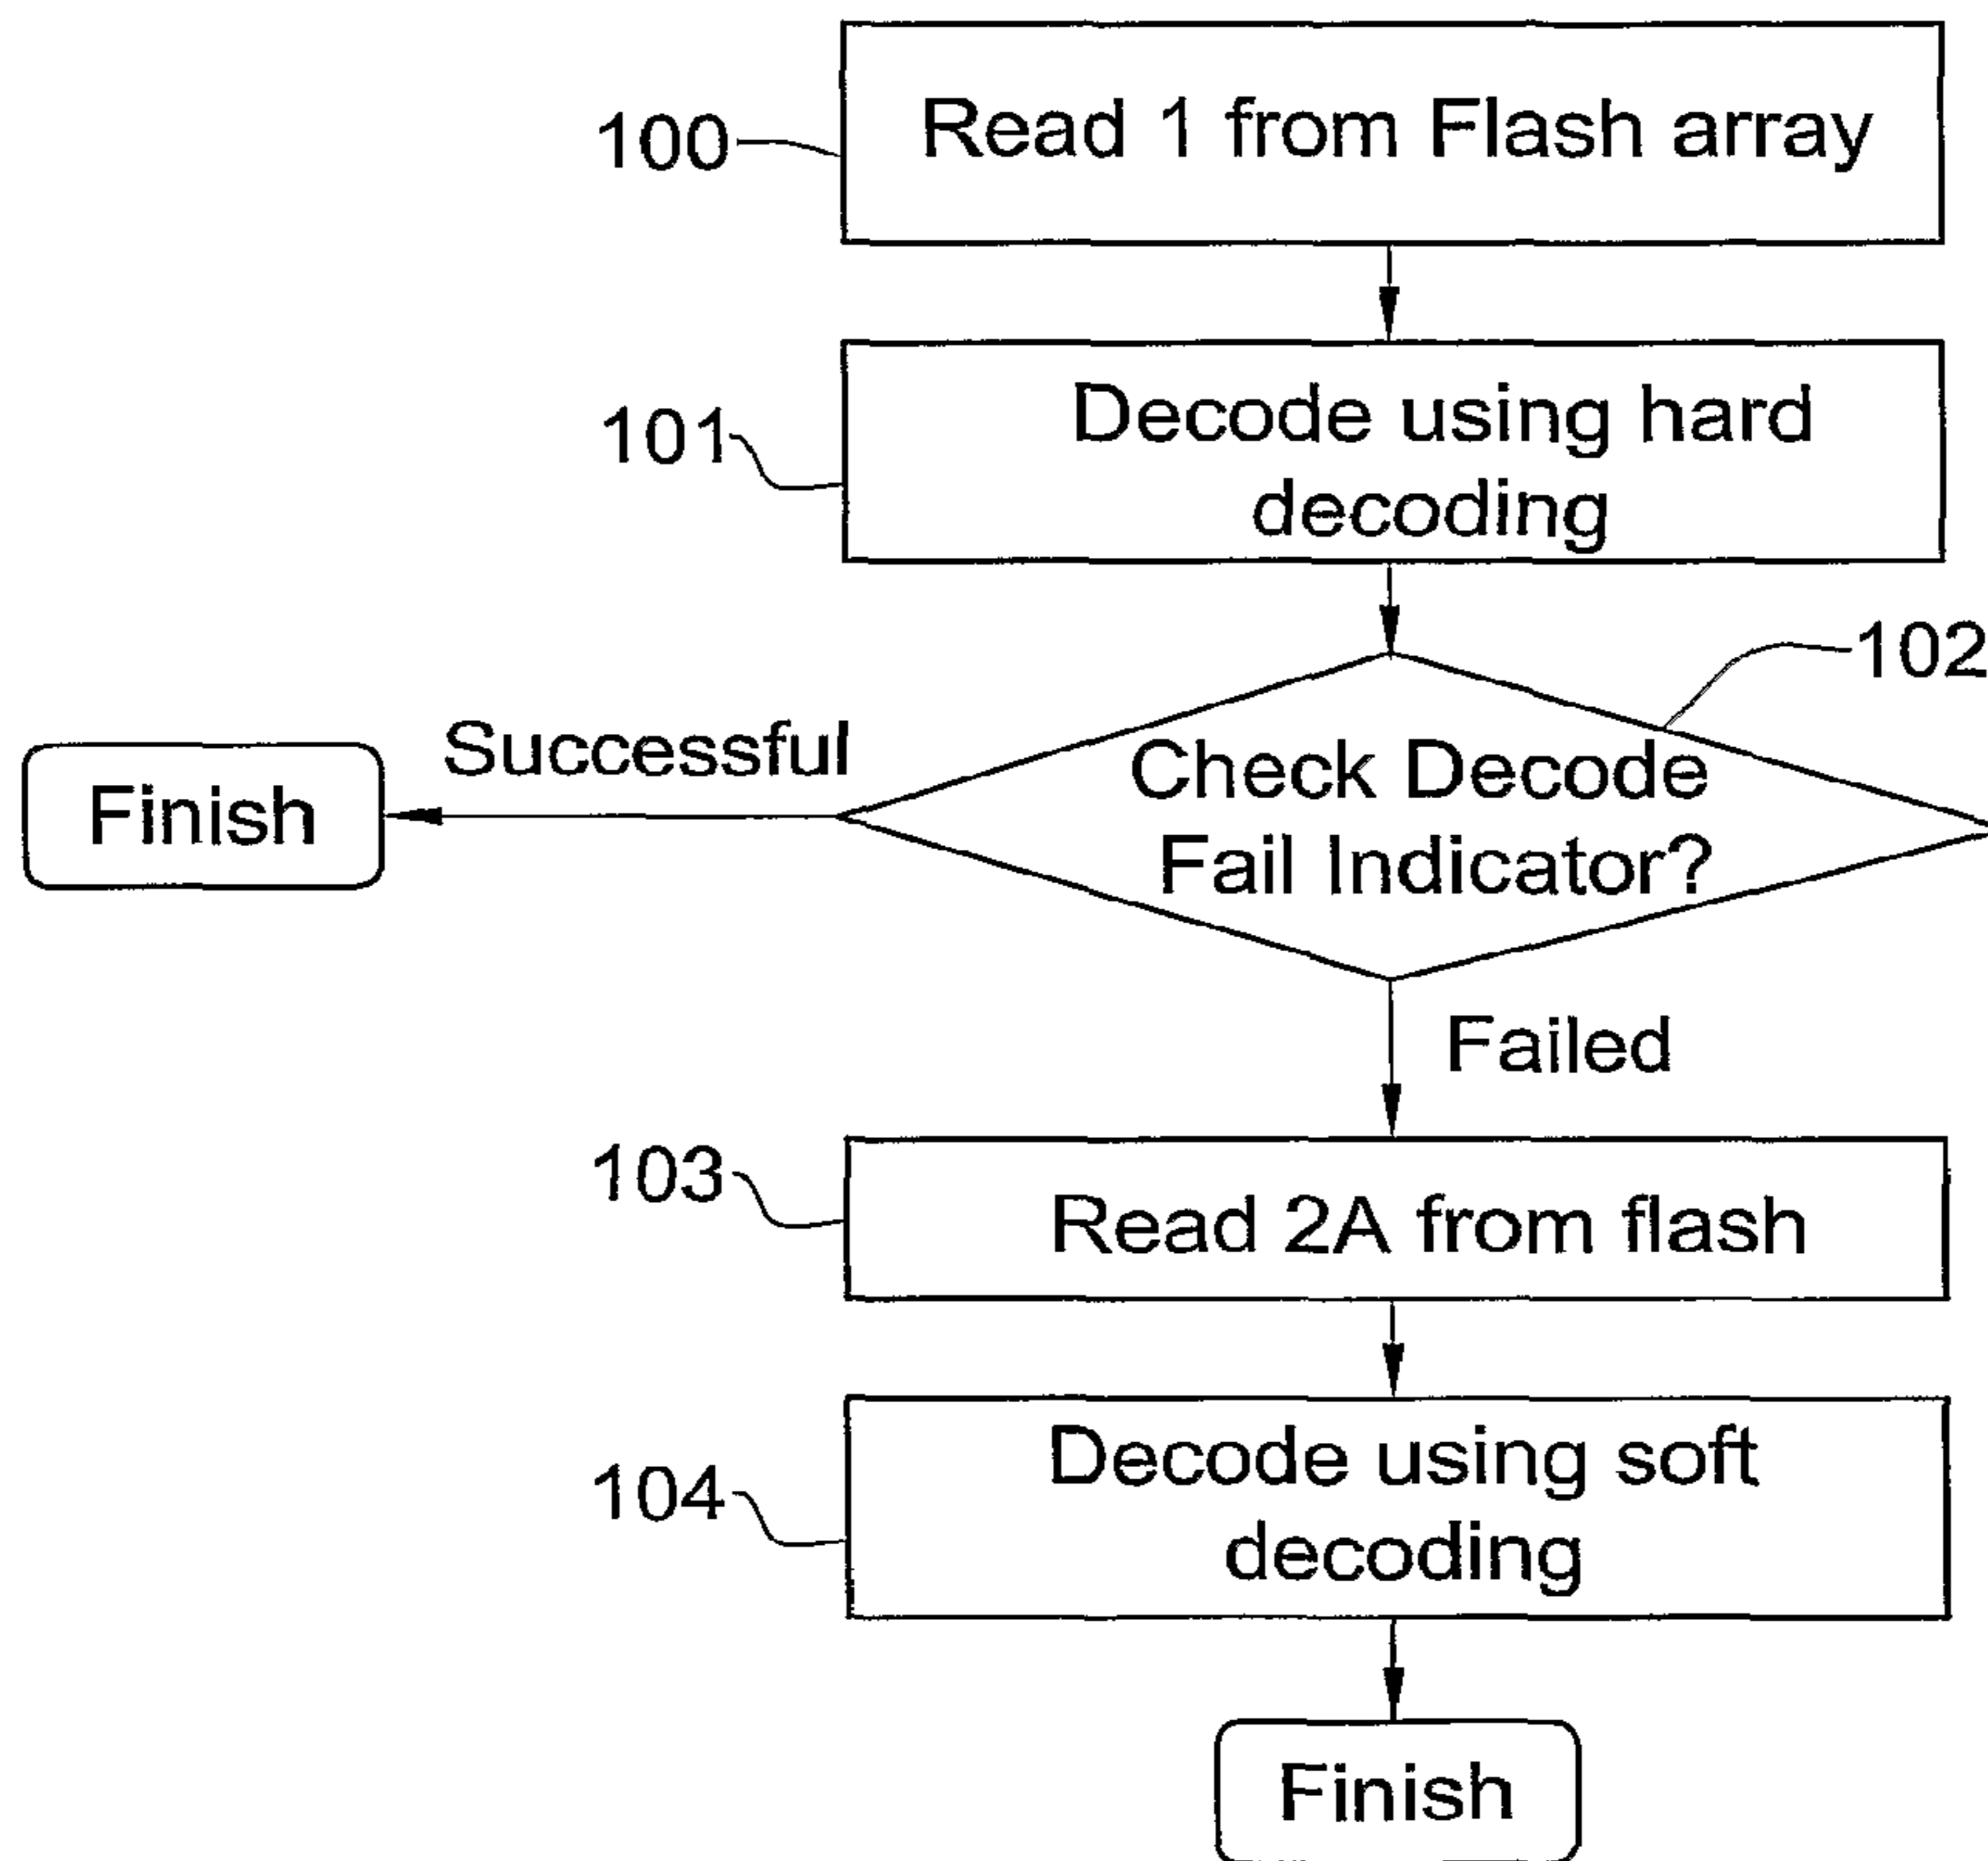 100
Read 1 from Flash array
101
Decode using hard
decoding
102
Successful
Check Decode
Fail Indicator?
Finish
Failed
103
Read 2A from flash
104
Decode using soft
decoding
Finish